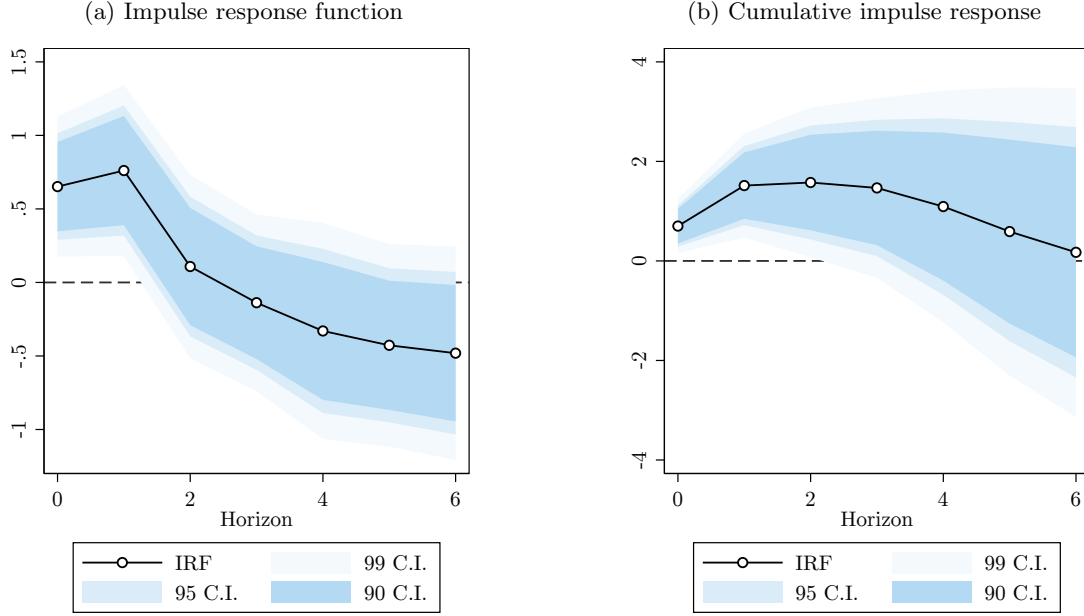 (a) Impulse response function
1.5
1
.5
0
-.5
-1
0 2 4 6
Horizon
IRF 99 C.I.
95 C.I. 90 C.I.
(b) Cumulative impulse response
4
2
0
-2
-4
0 2 4 6
Horizon
IRF 99 C.I.
95 C.I. 90 C.I.